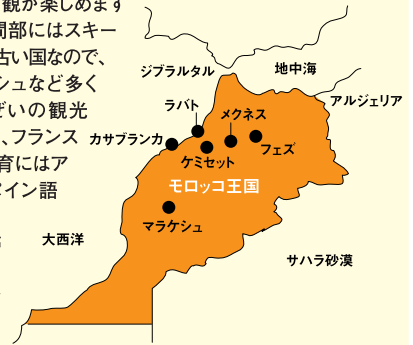 観が楽しめます
間部にはスキー
古い国なので、
シュなど多く
ぞいの観光
、フランス
育にはア
ペイン語
ジブラルタル
地中海
アルジェリア
ラバト
メクネス
カサブランカ
ケミセット
フェズ
モロッコ王国
マラケシュ
大西洋
サハラ砂漠